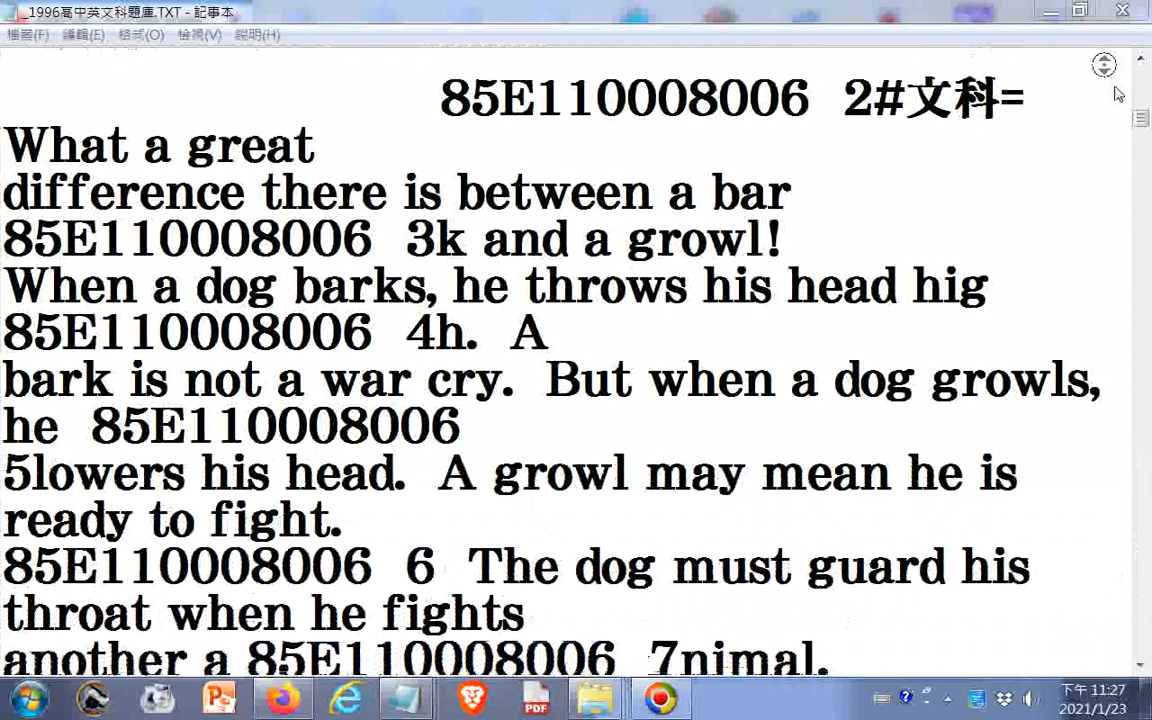 _1996高中英文科題庫.TXT - 記事本
檔案(F) 編輯(E) 格式(O) 檢視(V) 說明(H)
85E110008006 2#文科=
What a great
difference there is between a bar
85E110008006 3k and a growl!
When a dog barks, he throws his head hig
85E110008006 4h. A
bark is not a war cry. But when a dog growls,
he 85E110008006
5lowers his head. A growl may mean he is
ready to fight.
85E110008006 6 The dog must guard his
throat when he fights
another a 85E110008006 7nimal.
PDF
下午 11:27
2021/1/23